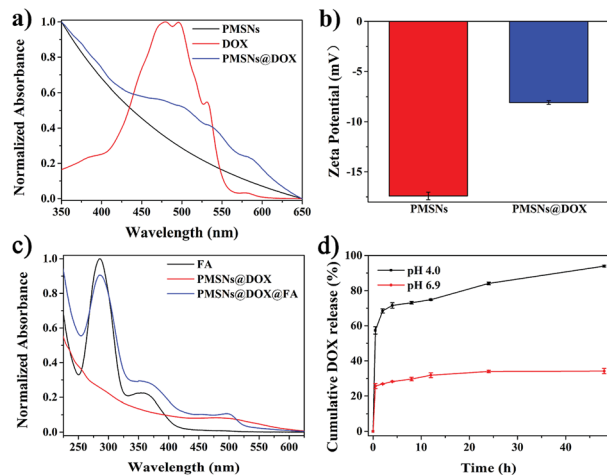 a)
PMSNs
DOX
PMSNs@DOX
Normalized Absorbance
1.0
0.8
0.6
0.4
0.2
0.0
350 400 450 500 550 600 650
Wavelength (nm)
b)
Zeta Potential (mV)
0
-5
-10
-15
PMSNs PMSNs@DOX
c)
FA
PMSNs@DOX
PMSNs@DOX@FA
Normalized Absorbance
1.0
0.8
0.6
0.4
0.2
0.0
250 300 350 400 450 500 550 600
Wavelength (nm)
d)
pH 4.0
pH 6.9
Cumulative DOX release (%)
100
80
60
40
20
0
0 10 20 30 40
Time (h)